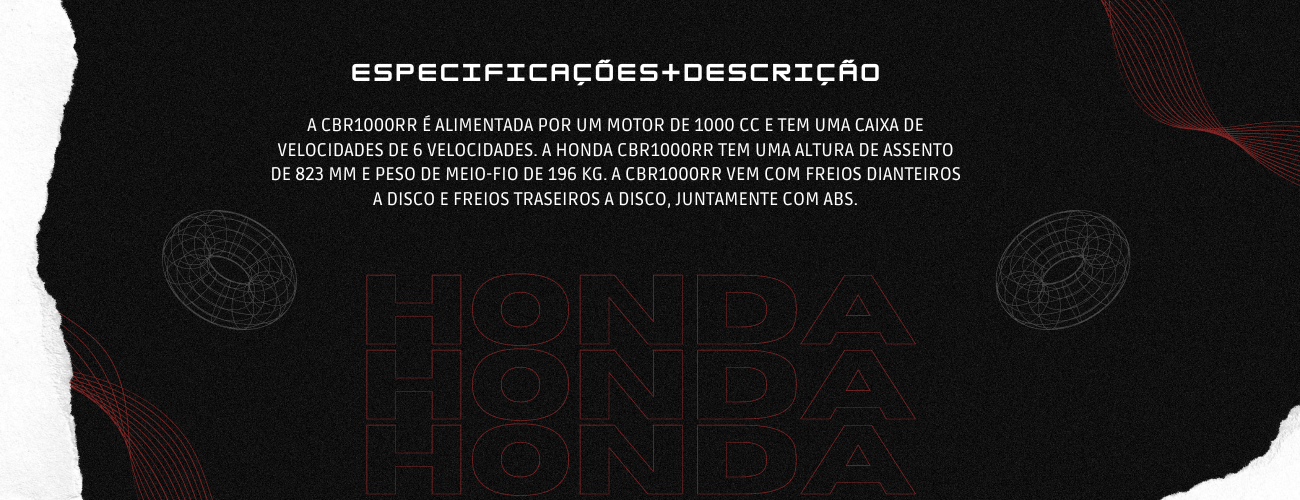 ESPECIFICAÇÕES+DESCRIÇÃO
A CBR1000RR É ALIMENTADA POR UM MOTOR DE 1000 CC E TEM UMA CAIXA DE
VELOCIDADES DE 6 VELOCIDADES. A HONDA CBR1000RR TEM UMA ALTURA DE ASSENTO
DE 823 MM E PESO DE MEIO-FIO DE 196 KG. A CBR1000RR VEM COM FREIOS DIANTEIROS
A DISCO E FREIOS TRASEIROS A DISCO, JUNTAMENTE COM ABS.
HONDA
HONDA
HONDA